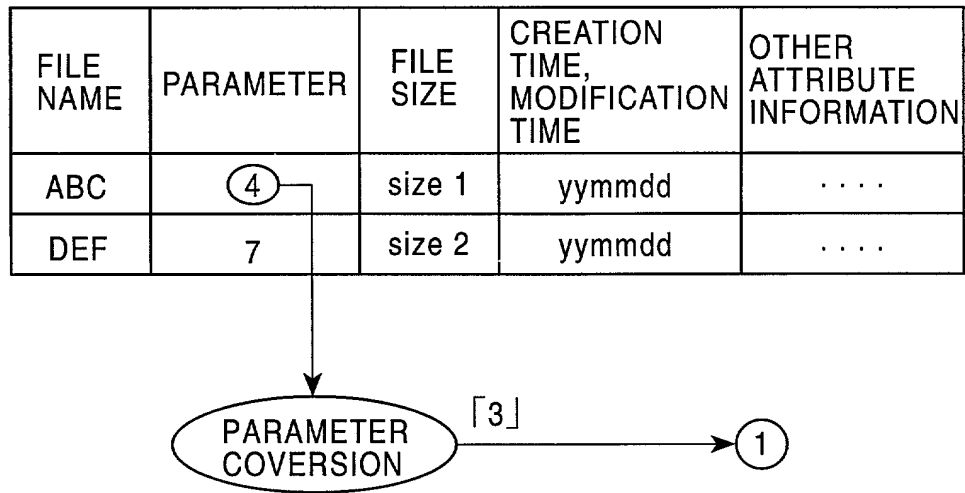 FILE NAME
PARAMETER
FILE SIZE
CREATION TIME, MODIFICATION TIME
OTHER ATTRIBUTE INFORMATION
ABC 4 size 1 yymmdd ....
DEF 7 size 2 yymmdd ....
「3」
PARAMETER
COVERSION
1